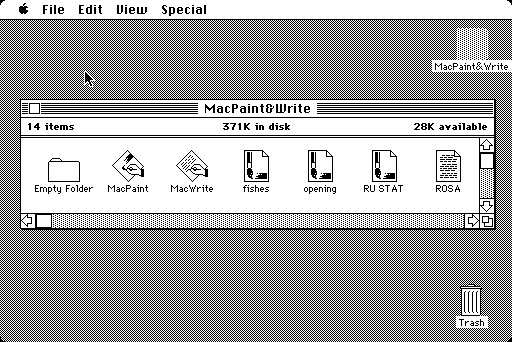 File Edit View Special
MacPaint&Write
MacPaint&Write
14 items 371K in disk 28K available
Empty Folder MacPaint MacWrite fishes opening RU STAT ROSA
Trash